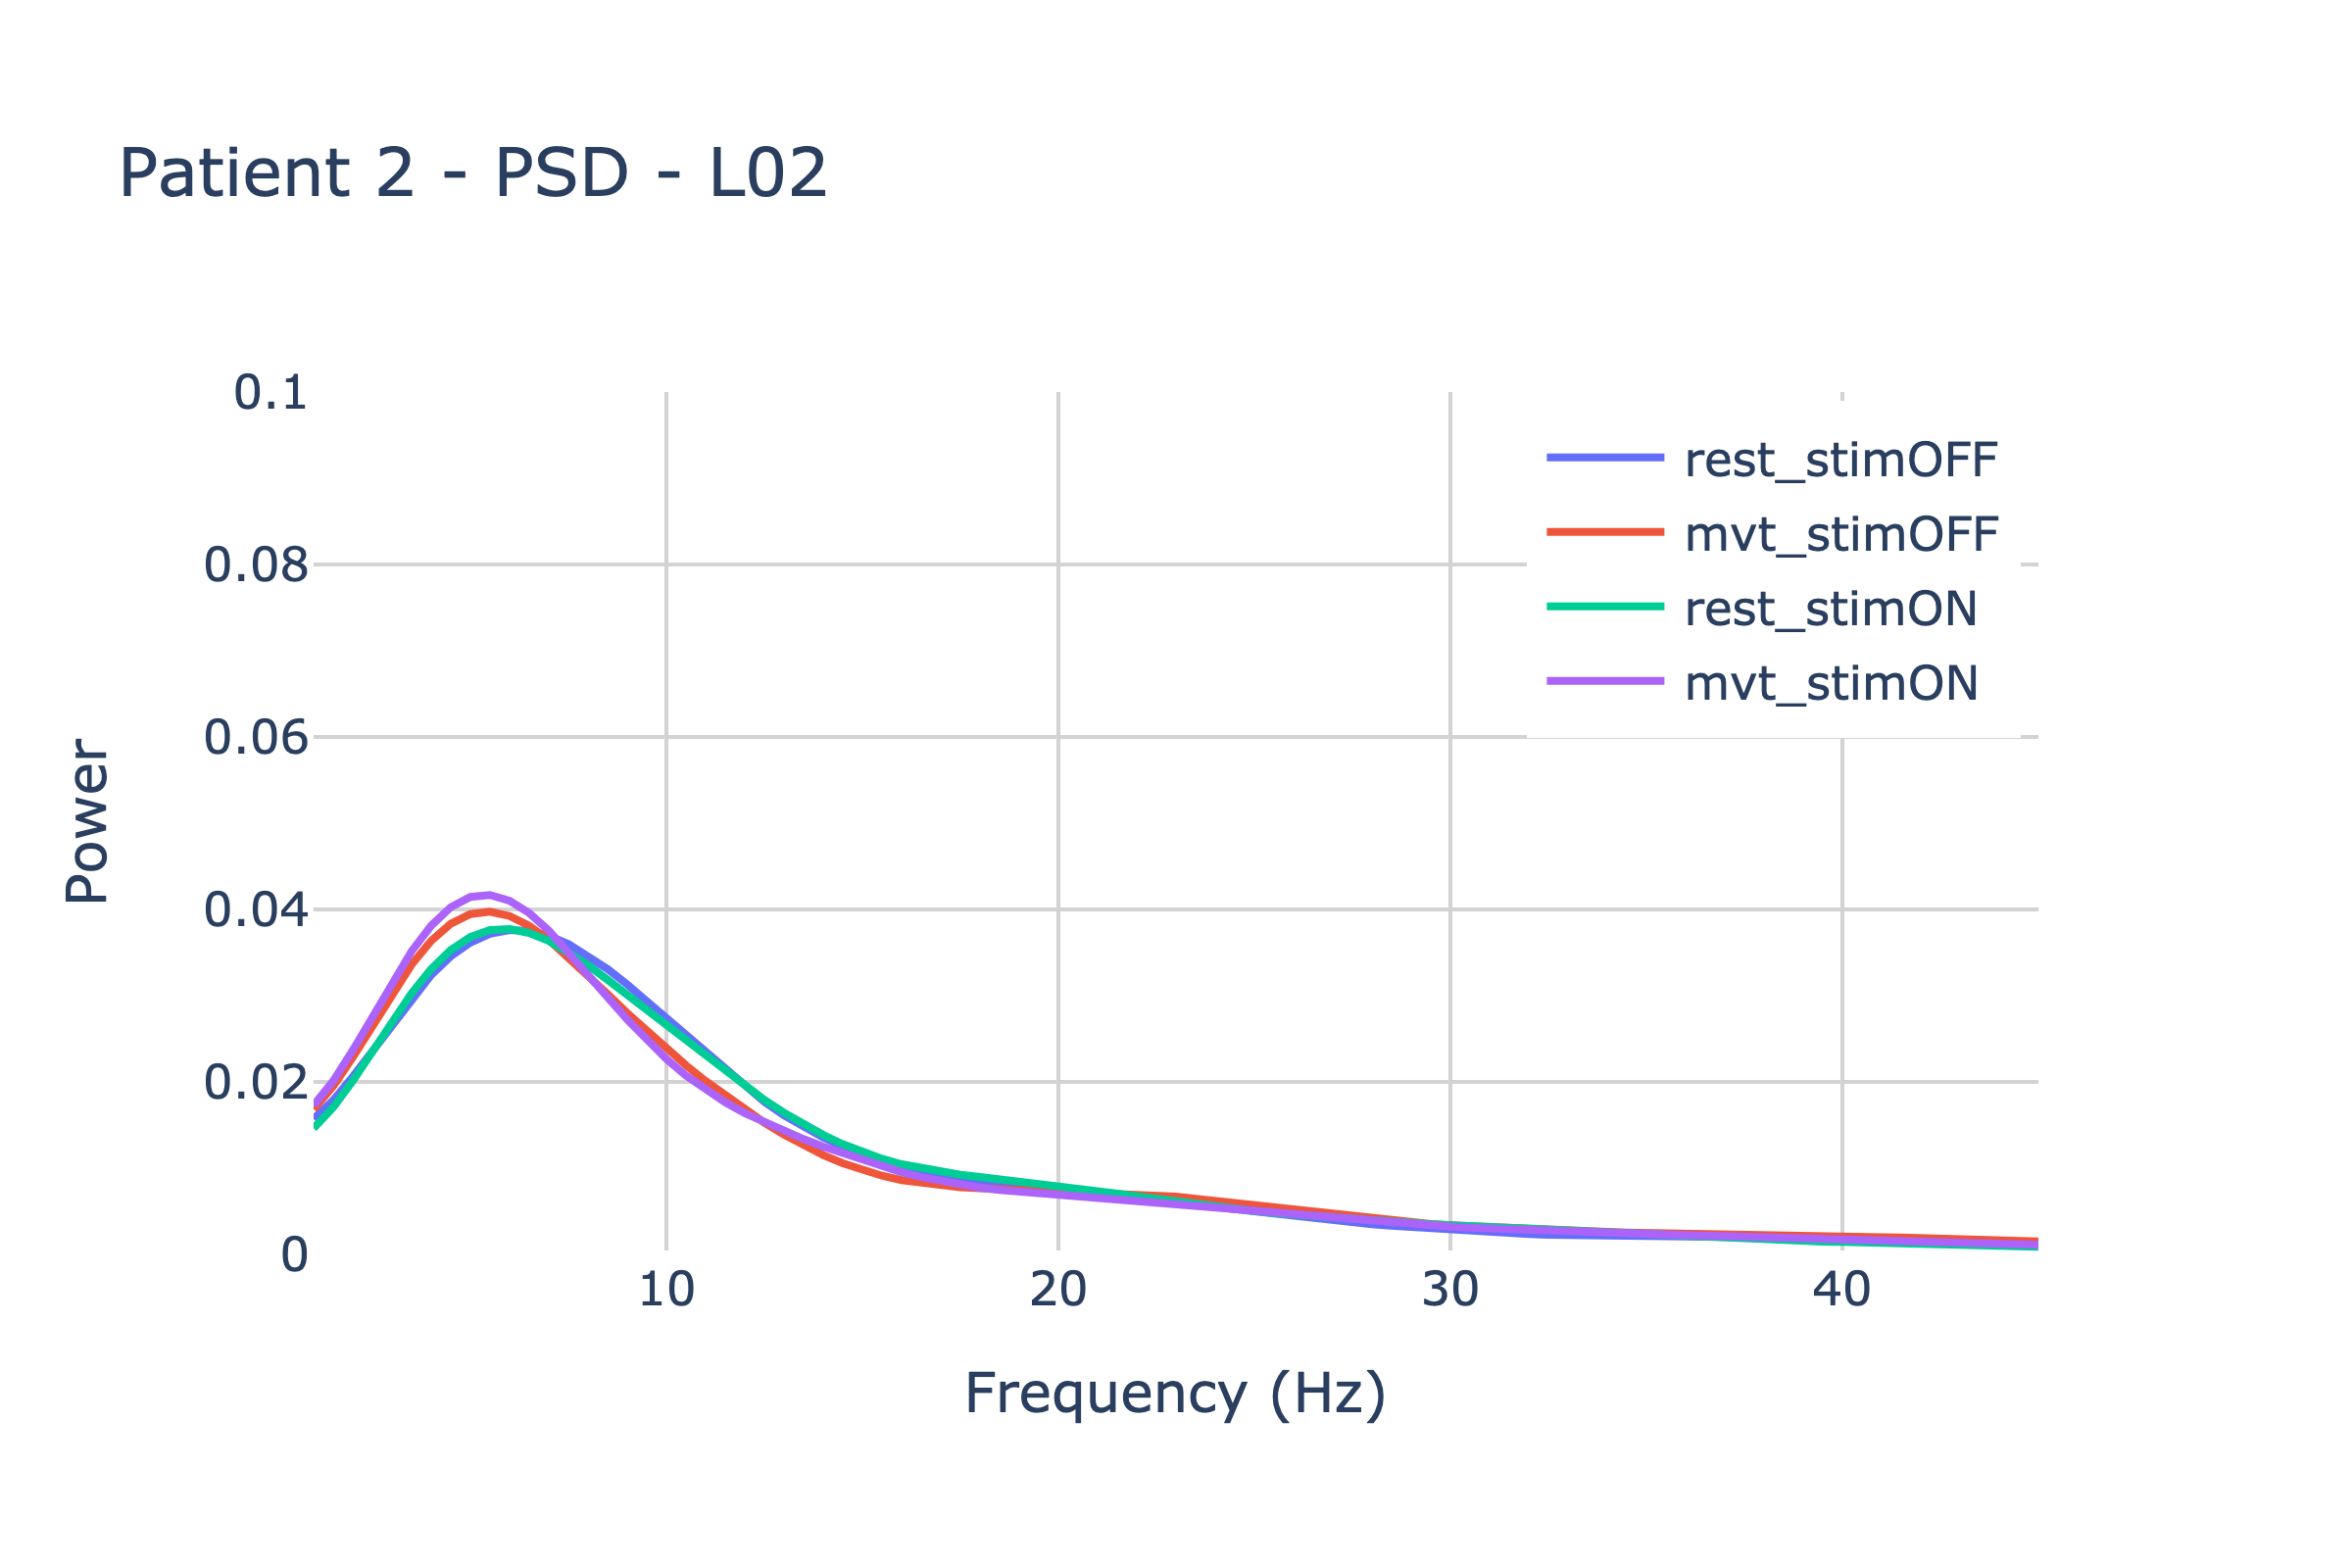 Patient 2 - PSD - L02
0.1
0.08
0.06
0.04
0.02
0
Power
rest_stimOFF
mvt_stimOFF
rest_stimON
mvt_stimON
10 20 30 40
Frequency (Hz)